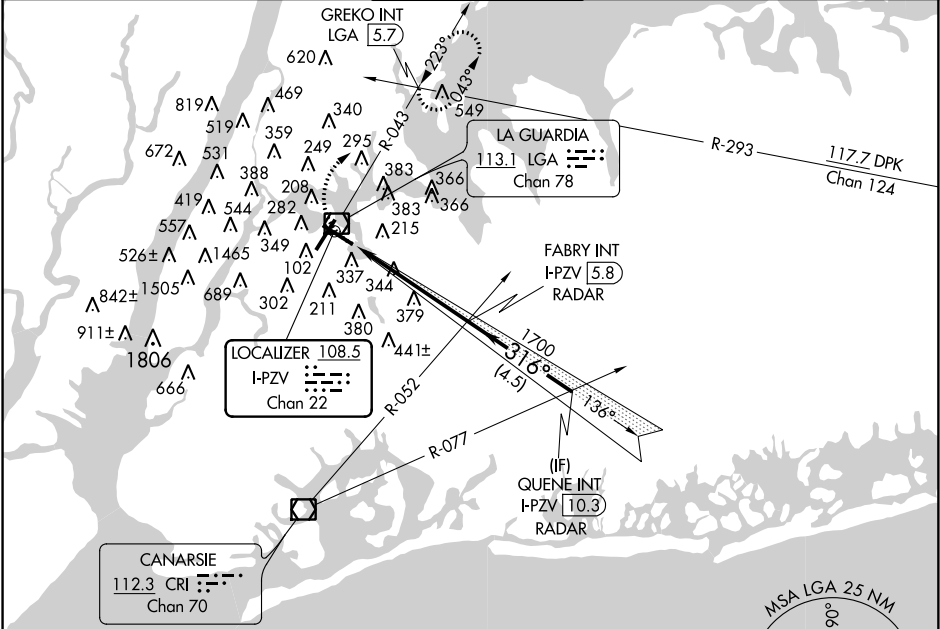 GREKO INT
LGA 5.7
620
223°
043°
549
819
469
519
340
R-043
359
672
531
249
295
388
208
383
383
366
366
LA GUARDIA
113.1 LGA
Chan 78
R-293
117.7 DPK
Chan 124
419
544
282
215
557
349
526±
1465
102
337
344
1505
689
302
211
379
842±
380
911±
1806
441±
666
FABRY INT
I-PZV 5.8
RADAR
LOCALIZER 108.5
I-PZV
Chan 22
1700
316°
(4.5)
136°
R-052
R-077
(IF)
QUENE INT
I-PZV 10.3
RADAR
CANARSIE
112.3 CRI
Chan 70
MSA LGA 25 NM
090°